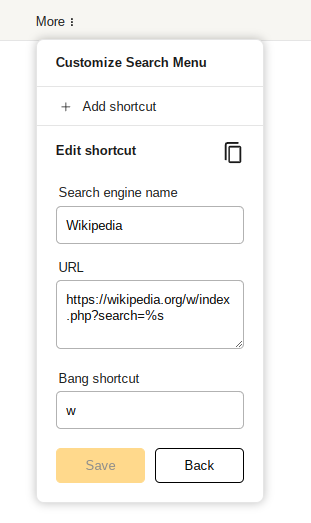 More
Customize Search Menu
+ Add shortcut
Edit shortcut
Search engine name
Wikipedia
URL
https://wikipedia.org/w/index
.php?search=%s
Bang shortcut
w
Save Back